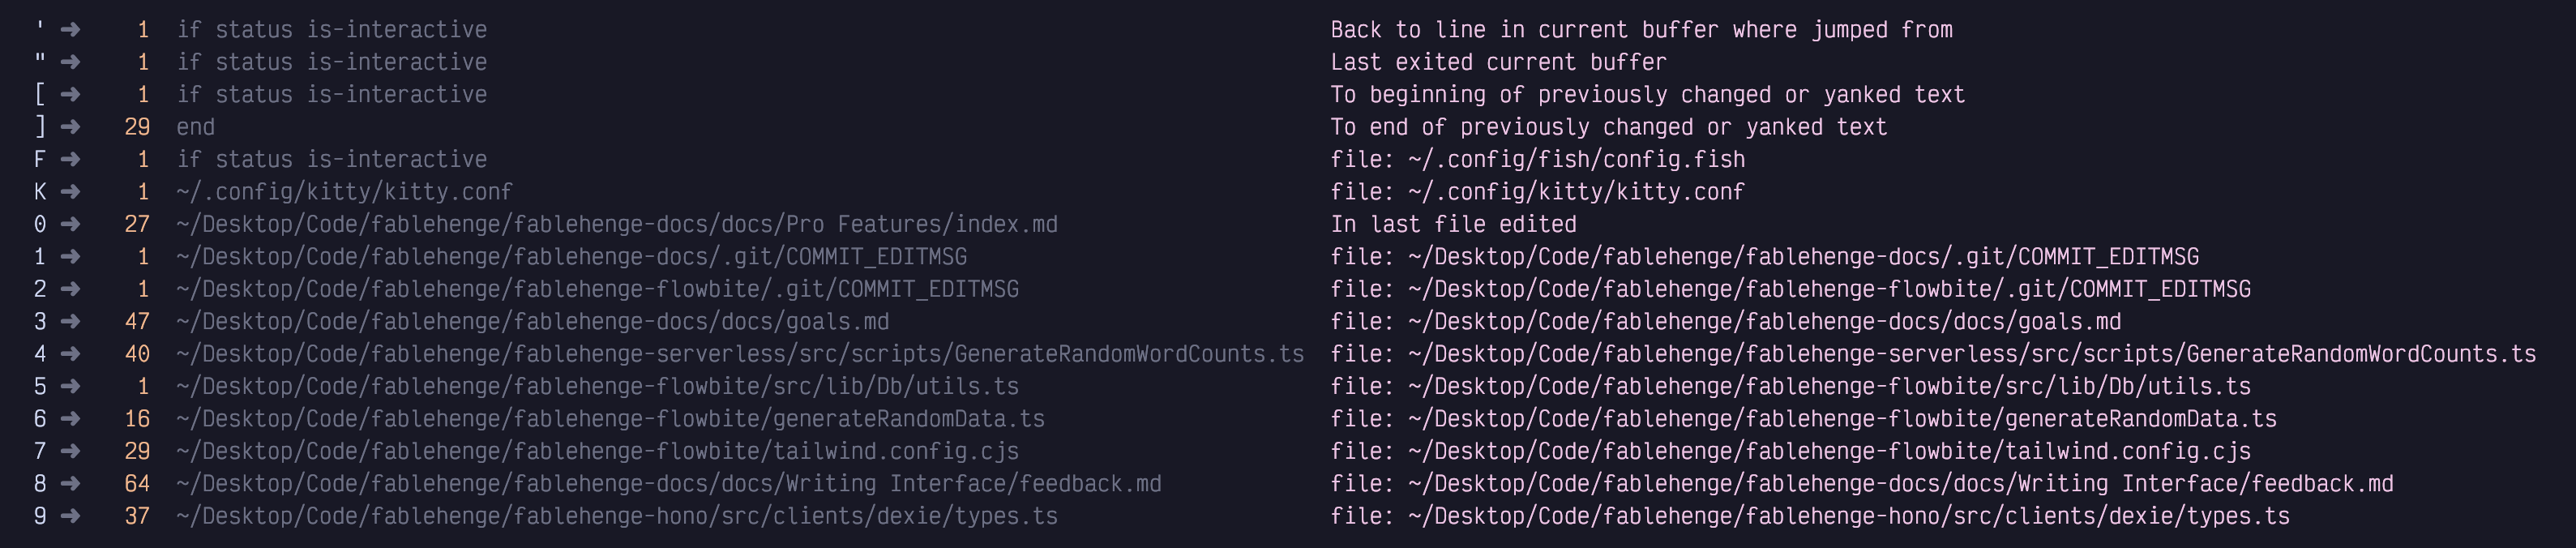 ' ➜ 1 if status is-interactive Back to line in current buffer where jumped from
" ➜ 1 if status is-interactive Last exited current buffer
[ ➜ 1 if status is-interactive To beginning of previously changed or yanked text
] ➜ 29 end To end of previously changed or yanked text
F ➜ 1 if status is-interactive file: ~/.config/fish/config.fish
K ➜ 1 ~/.config/kitty/kitty.conf file: ~/.config/kitty/kitty.conf
0 ➜ 27 ~/Desktop/Code/fablehenge/fablehenge-docs/docs/Pro Features/index.md In last file edited
1 ➜ 1 ~/Desktop/Code/fablehenge/fablehenge-docs/.git/COMMIT_EDITMSG file: ~/Desktop/Code/fablehenge/fablehenge-docs/.git/COMMIT_EDITMSG
2 ➜ 1 ~/Desktop/Code/fablehenge/fablehenge-flowbite/.git/COMMIT_EDITMSG file: ~/Desktop/Code/fablehenge/fablehenge-flowbite/.git/COMMIT_EDITMSG
3 ➜ 47 ~/Desktop/Code/fablehenge/fablehenge-docs/docs/goals.md file: ~/Desktop/Code/fablehenge/fablehenge-docs/docs/goals.md
4 ➜ 40 ~/Desktop/Code/fablehenge/fablehenge-serverless/src/scripts/GenerateRandomWordCounts.ts file: ~/Desktop/Code/fablehenge/fablehenge-serverless/src/scripts/GenerateRandomWordCounts.ts
5 ➜ 1 ~/Desktop/Code/fablehenge/fablehenge-flowbite/src/lib/Db/utils.ts file: ~/Desktop/Code/fablehenge/fablehenge-flowbite/src/lib/Db/utils.ts
6 ➜ 16 ~/Desktop/Code/fablehenge/fablehenge-flowbite/generateRandomData.ts file: ~/Desktop/Code/fablehenge/fablehenge-flowbite/generateRandomData.ts
7 ➜ 29 ~/Desktop/Code/fablehenge/fablehenge-flowbite/tailwind.config.cjs file: ~/Desktop/Code/fablehenge/fablehenge-flowbite/tailwind.config.cjs
8 ➜ 64 ~/Desktop/Code/fablehenge/fablehenge-docs/docs/Writing Interface/feedback.md file: ~/Desktop/Code/fablehenge/fablehenge-docs/docs/Writing Interface/feedback.md
9 ➜ 37 ~/Desktop/Code/fablehenge/fablehenge-hono/src/clients/dexie/types.ts file: ~/Desktop/Code/fablehenge/fablehenge-hono/src/clients/dexie/types.ts